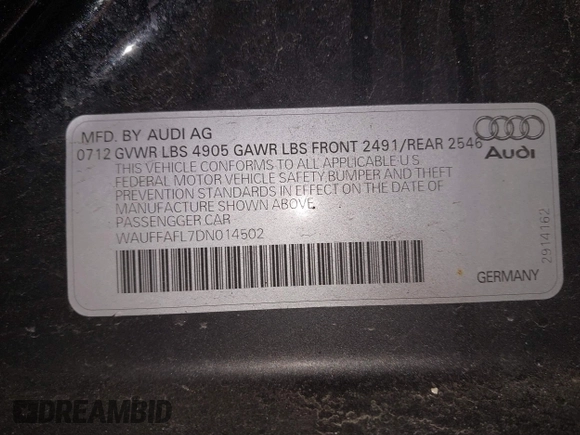 MFD. BY AUDI AG
0712 GVWR LBS 4905 GAWR LBS FRONT 2491/REAR 2546
THIS VEHICLE CONFORMS TO ALL APPLICABLE U S
FEDERAL MOTOR VEHICLE SAFETY BUMPER AND THEFT
PREVENTION STANDARDS IN EFFECT ON THE DATE OF
MANUFACTURE SHOWN ABOVE
PASSENGGER CAR
WAUFFAFL7DN014502
Audi
2914162
GERMANY
DREAMBID